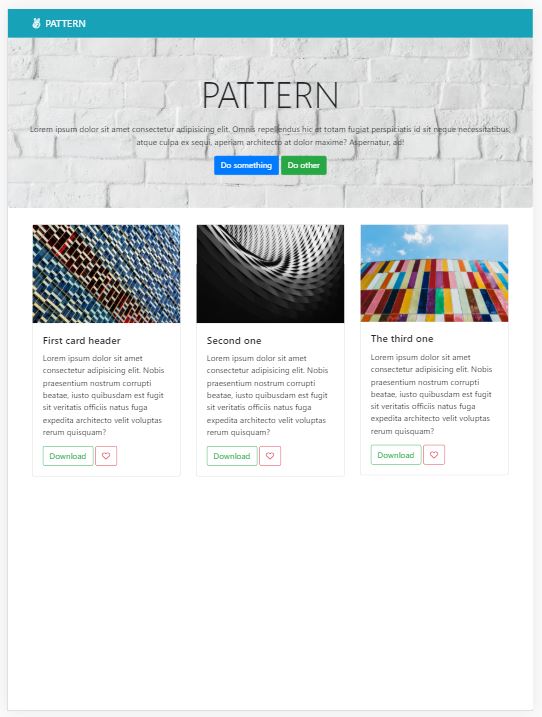 PATTERN
PATTERN
Lorem ipsum dolor sit amet consectetur adipisicing elit. Omnis repellendus hic et totam fugiat perspiciatis id sit neque necessitatibus,
atque culpa ex sequi, aperiam architecto at dolor maxime? Aspernatur, ad!
Do something Do other
First card header
Lorem ipsum dolor sit amet
consectetur adipisicing elit. Nobis
praesentium nostrum corrupti
beatae, iusto quibusdam est fugit
sit veritatis officiis natus fuga
expedita architecto velit voluptas
rerum quisquam?
Download
Second one
Lorem ipsum dolor sit amet
consectetur adipisicing elit. Nobis
praesentium nostrum corrupti
beatae, iusto quibusdam est fugit
sit veritatis officiis natus fuga
expedita architecto velit voluptas
rerum quisquam?
Download
The third one
Lorem ipsum dolor sit amet
consectetur adipisicing elit. Nobis
praesentium nostrum corrupti
beatae, iusto quibusdam est fugit
sit veritatis officiis natus fuga
expedita architecto velit voluptas
rerum quisquam?
Download